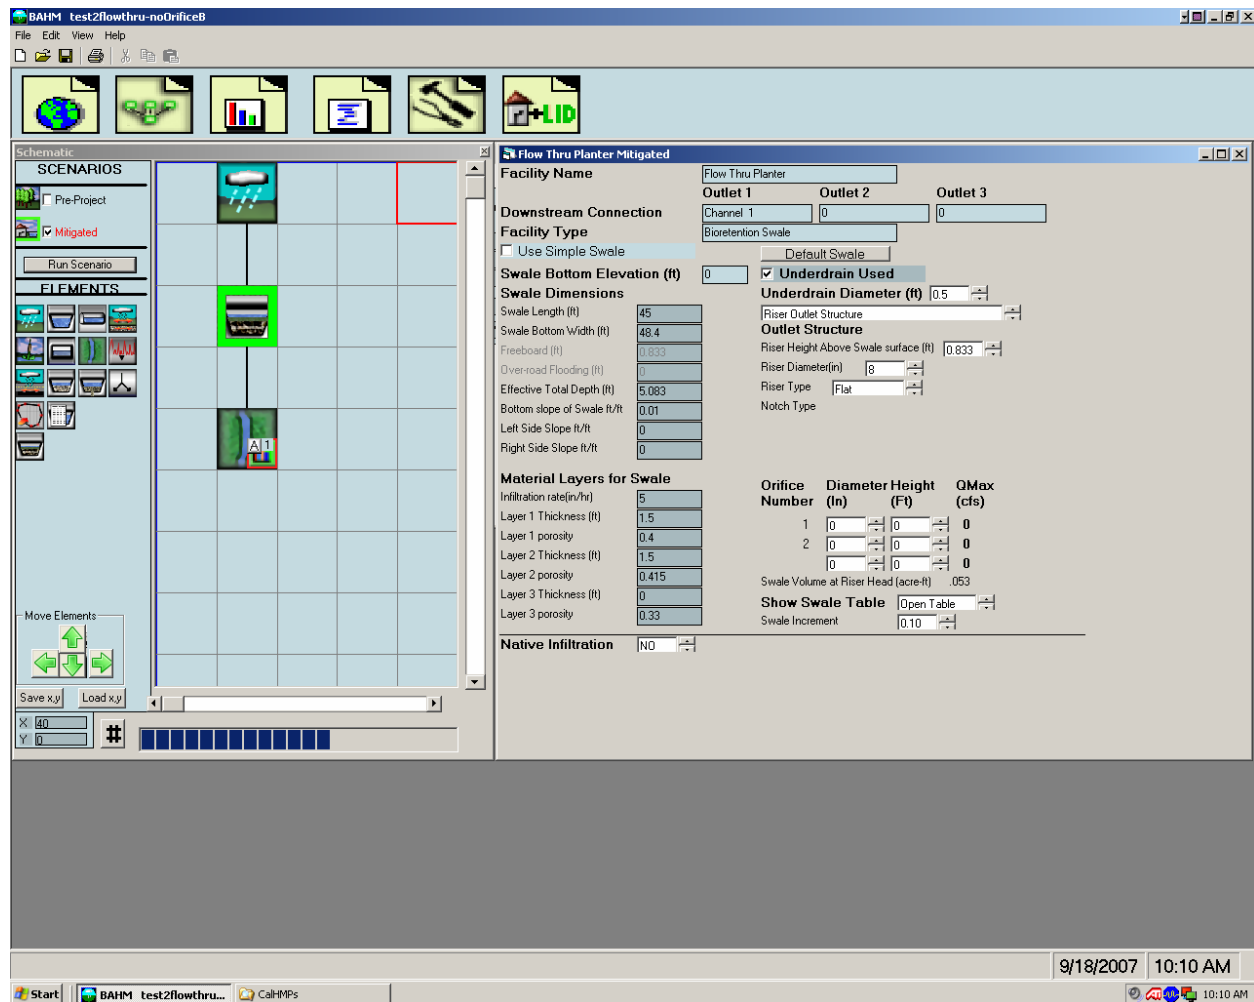 BAHM test2flowthru-noOrificeB
File Edit View Help
+LID
Schematic
SCENARIOS
Pre-Project
Mitigated
Run Scenario
ELEMENTS
A 1
Move Elements
Save x,y Load x,y
X 40
Y 0
#
Flow Thru Planter Mitigated
Facility Name Flow Thru Planter
Outlet 1 Outlet 2 Outlet 3
Downstream Connection Channel 1 0 0
Facility Type Bioretention Swale
Use Simple Swale Default Swale
Swale Bottom Elevation (ft) 0 Underdrain Used
Swale Dimensions Underdrain Diameter (ft) 0.5
Swale Length (ft) 45 Riser Outlet Structure
Swale Bottom Width (ft) 48.4 Outlet Structure
Freeboard (ft) 0.833 Riser Height Above Swale surface (ft) 0.833
Over-road Flooding (ft) 0 Riser Diameter(in) 8
Effective Total Depth (ft) 5.083 Riser Type Flat
Bottom slope of Swale ft/ft 0.01 Notch Type
Left Side Slope ft/ft 0
Right Side Slope ft/ft 0
Material Layers for Swale Orifice Diameter Height QMax
Infiltration rate(in/hr) 5 Number (In) (Ft) (cfs)
Layer 1 Thickness (ft) 1.5 1 0 0 0
Layer 1 porosity 0.4 2 0 0 0
Layer 2 Thickness (ft) 1.5 0 0 0
Layer 2 porosity 0.415 Swale Volume at Riser Head (acre-ft) .053
Layer 3 Thickness (ft) 0 Show Swale Table Open Table
Layer 3 porosity 0.33 Swale Increment 0.10
Native Infiltration NO
9/18/2007 10:10 AM
Start BAHM test2flowthru... CalHMPs 10:10 AM